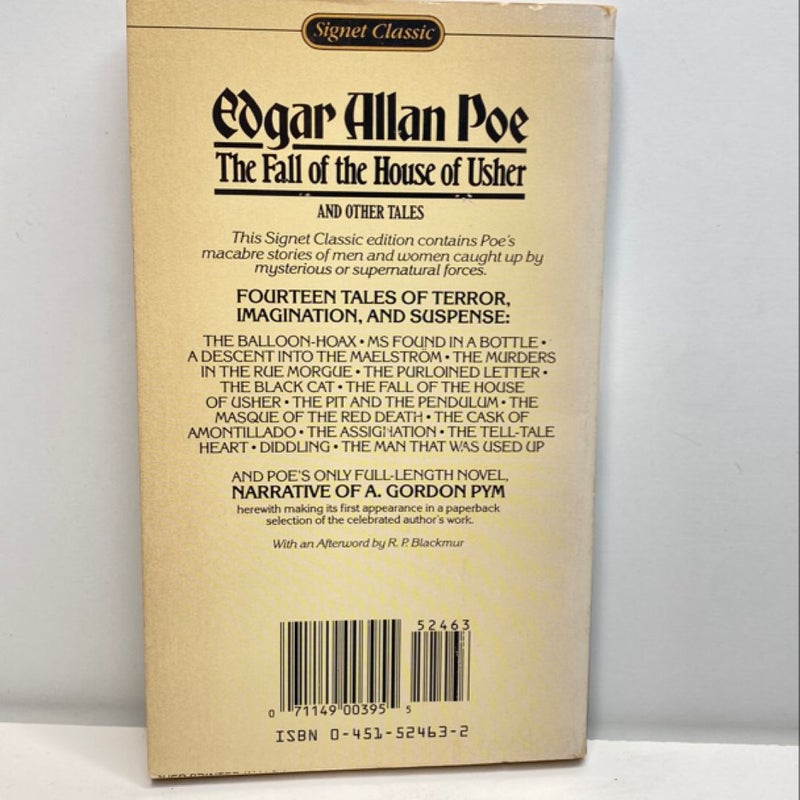 Signet Classic
Edgar Allan Poe
The Fall of the House of Usher
AND OTHER TALES
This Signet Classic edition contains Poe's
macabre stories of men and women caught up by
mysterious or supernatural forces.
FOURTEEN TALES OF TERROR,
IMAGINATION, AND SUSPENSE:
THE BALLOON-HOAX • MS FOUND IN A BOTTLE •
A DESCENT INTO THE MAELSTRÖM • THE MURDERS
IN THE RUE MORGUE • THE PURLOINED LETTER •
THE BLACK CAT • THE FALL OF THE HOUSE
OF USHER • THE PIT AND THE PENDULUM • THE
MASQUE OF THE RED DEATH • THE CASK OF
AMONTILLADO • THE ASSIGNATION • THE TELL-TALE
HEART • DIDDLING • THE MAN THAT WAS USED UP
AND POE'S ONLY FULL-LENGTH NOVEL,
NARRATIVE OF A. GORDON PYM
herewith making its first appearance in a paperback
selection of the celebrated author's work.
With an Afterword by R. P. Blackmur
52463
0 71149 00395 5
ISBN 0-451-52463-2